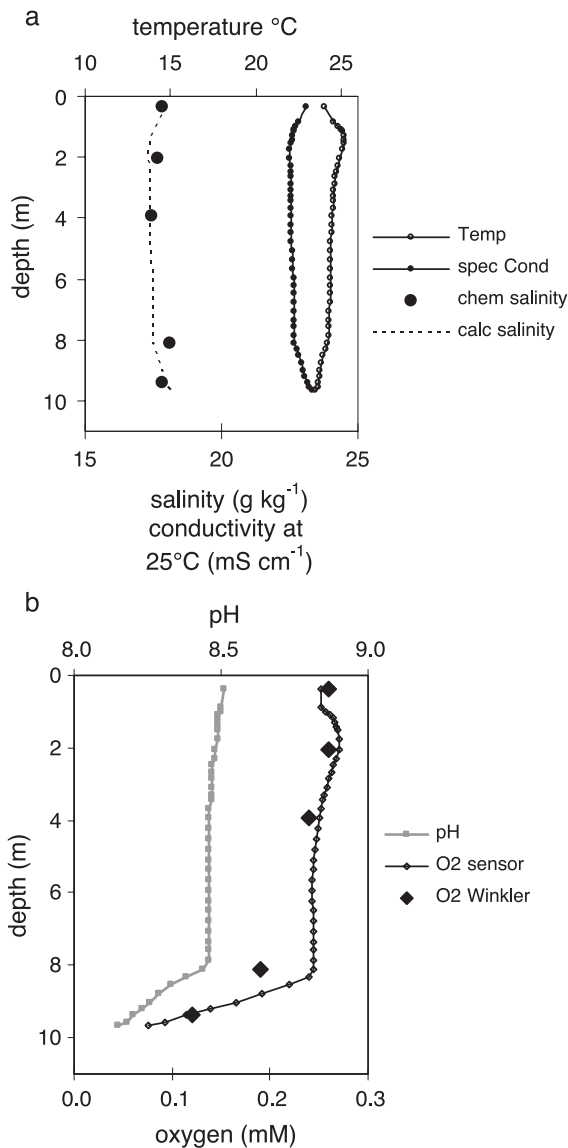 a
temperature °C
10 15 20 25
0
2
4
6
8
10
depth (m)
15 20 25
salinity (g kg⁻¹)
conductivity at
25°C (mS cm⁻¹)
Temp
spec Cond
chem salinity
calc salinity
b
pH
8.0 8.5 9.0
0
2
4
6
8
10
depth (m)
0.0 0.1 0.2 0.3
oxygen (mM)
pH
O2 sensor
O2 Winkler